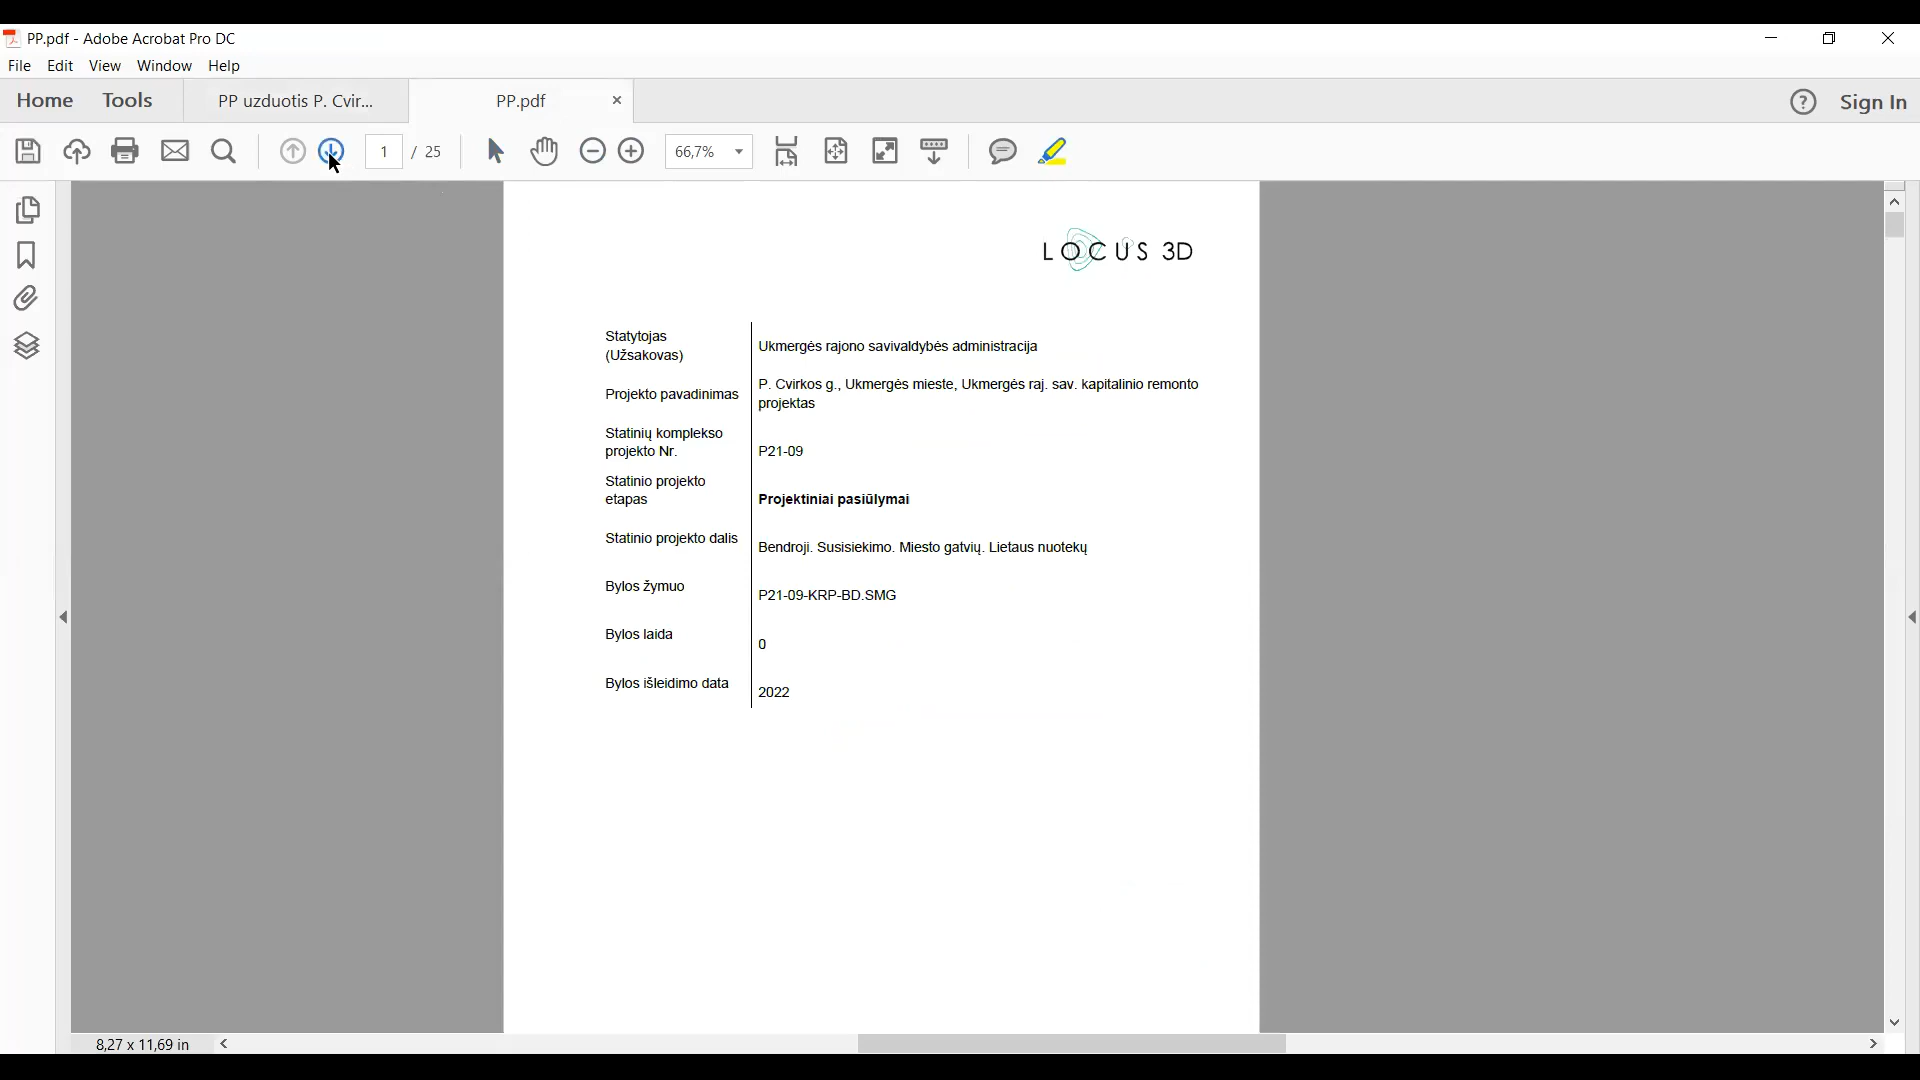 PP.pdf - Adobe Acrobat Pro DC
File Edit View Window Help
Home Tools PP uzduotis P. Cvir... PP.pdf × ? Sign In
1 / 25 66,7%
LOCUS 3D
Statytojas
(Užsakovas)
Ukmergės rajono savivaldybės administracija
Projekto pavadinimas
P. Cvirkos g., Ukmergės mieste, Ukmergės raj. sav. kapitalinio remonto
projektas
Statinių komplekso
projekto Nr.
P21-09
Statinio projekto
etapas
Projektiniai pasiūlymai
Statinio projekto dalis
Bendroji. Susisiekimo. Miesto gatvių. Lietaus nuotekų
Bylos žymuo
P21-09-KRP-BD.SMG
Bylos laida
0
Bylos išleidimo data
2022
8,27 x 11,69 in